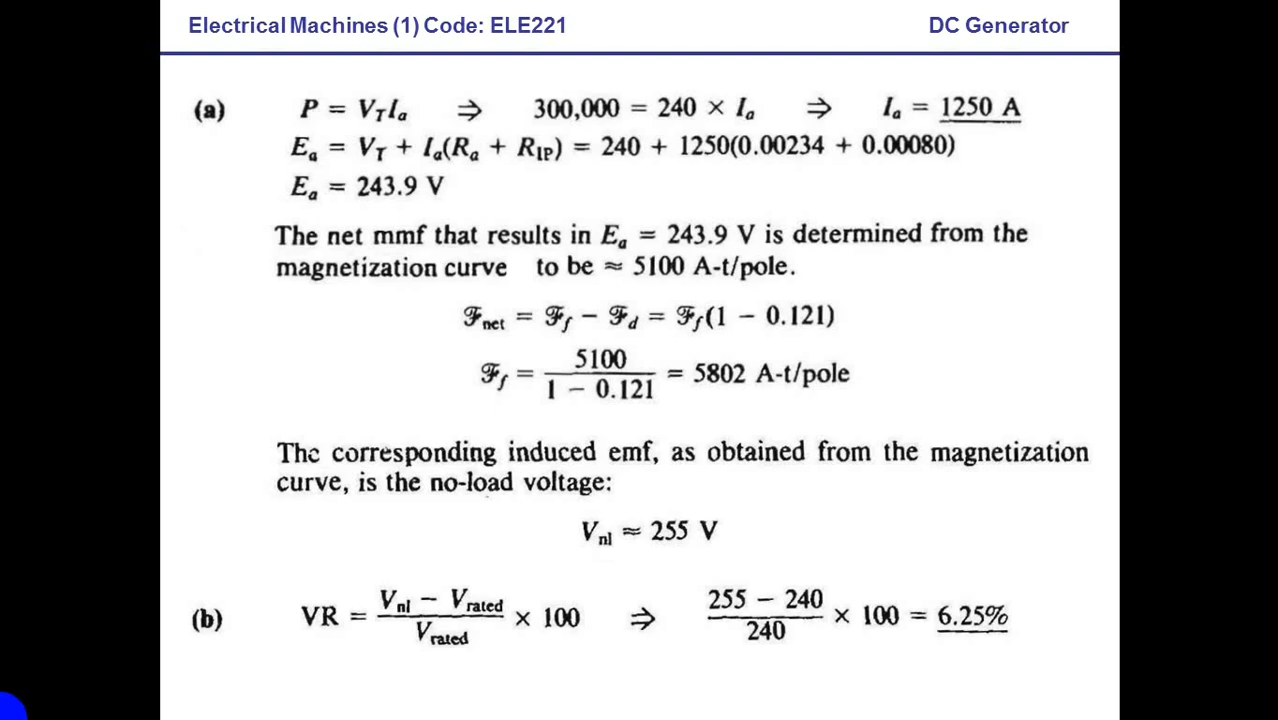 Electrical Machines (1) Code: ELE221 DC Generator
(a) P = V_T I_a ⇒ 300,000 = 240 × I_a ⇒ I_a = 1250 A
E_a = V_T + I_a(R_a + R_IP) = 240 + 1250(0.00234 + 0.00080)
E_a = 243.9 V
The net mmf that results in E_a = 243.9 V is determined from the
magnetization curve to be ≈ 5100 A-t/pole.
ℱ_net = ℱ_f − ℱ_d = ℱ_f(1 − 0.121)
ℱ_f = 5100 / (1 − 0.121) = 5802 A-t/pole
The corresponding induced emf, as obtained from the magnetization
curve, is the no-load voltage:
V_nl ≈ 255 V
(b) VR = (V_nl − V_rated) / V_rated × 100 ⇒ (255 − 240) / 240 × 100 = 6.25%